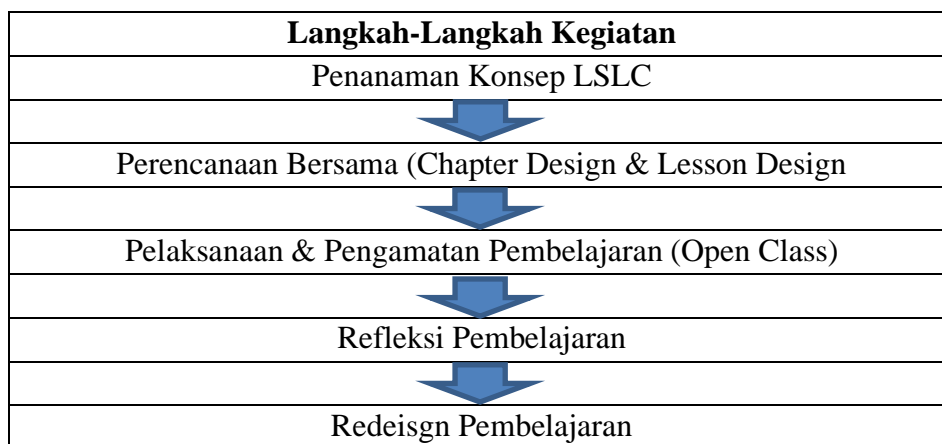 Langkah-Langkah Kegiatan
Penanaman Konsep LSLC
Perencanaan Bersama (Chapter Design & Lesson Design
Pelaksanaan & Pengamatan Pembelajaran (Open Class)
Refleksi Pembelajaran
Redeisgn Pembelajaran